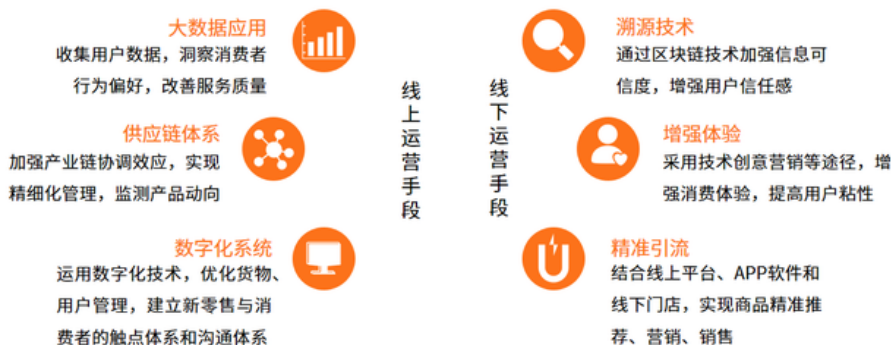 大数据应用
收集用户数据，洞察消费者
行为偏好，改善服务质量
供应链体系
加强产业链协调效应，实现
精细化管理，监测产品动向
数字化系统
运用数字化技术，优化货物、
用户管理，建立新零售与消
费者的触点体系和沟通体系
线上运营手段
线下运营手段
溯源技术
通过区块链技术加强信息可
信度，增强用户信任感
增强体验
采用技术创意营销等途径，增
强消费体验，提高用户粘性
精准引流
结合线上平台、APP软件和
线下门店，实现商品精准推
荐、营销、销售